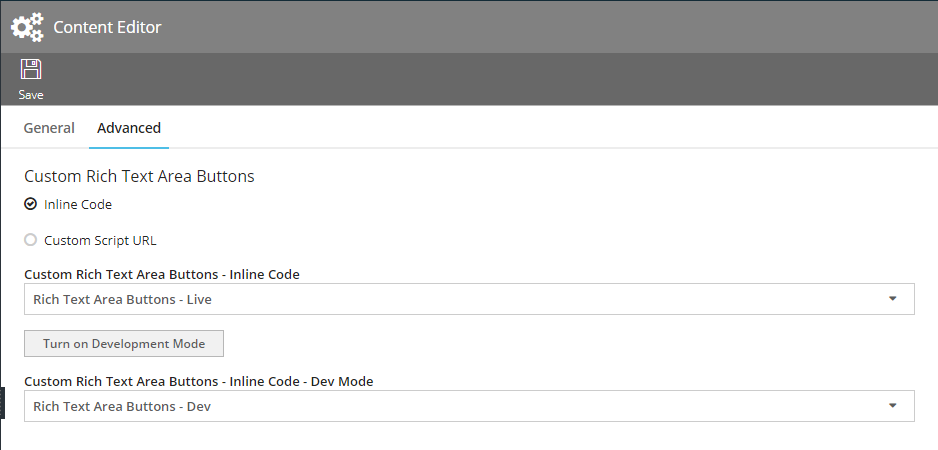 Content Editor
Save
General Advanced
Custom Rich Text Area Buttons
Inline Code
Custom Script URL
Custom Rich Text Area Buttons - Inline Code
Rich Text Area Buttons - Live
Turn on Development Mode
Custom Rich Text Area Buttons - Inline Code - Dev Mode
Rich Text Area Buttons - Dev